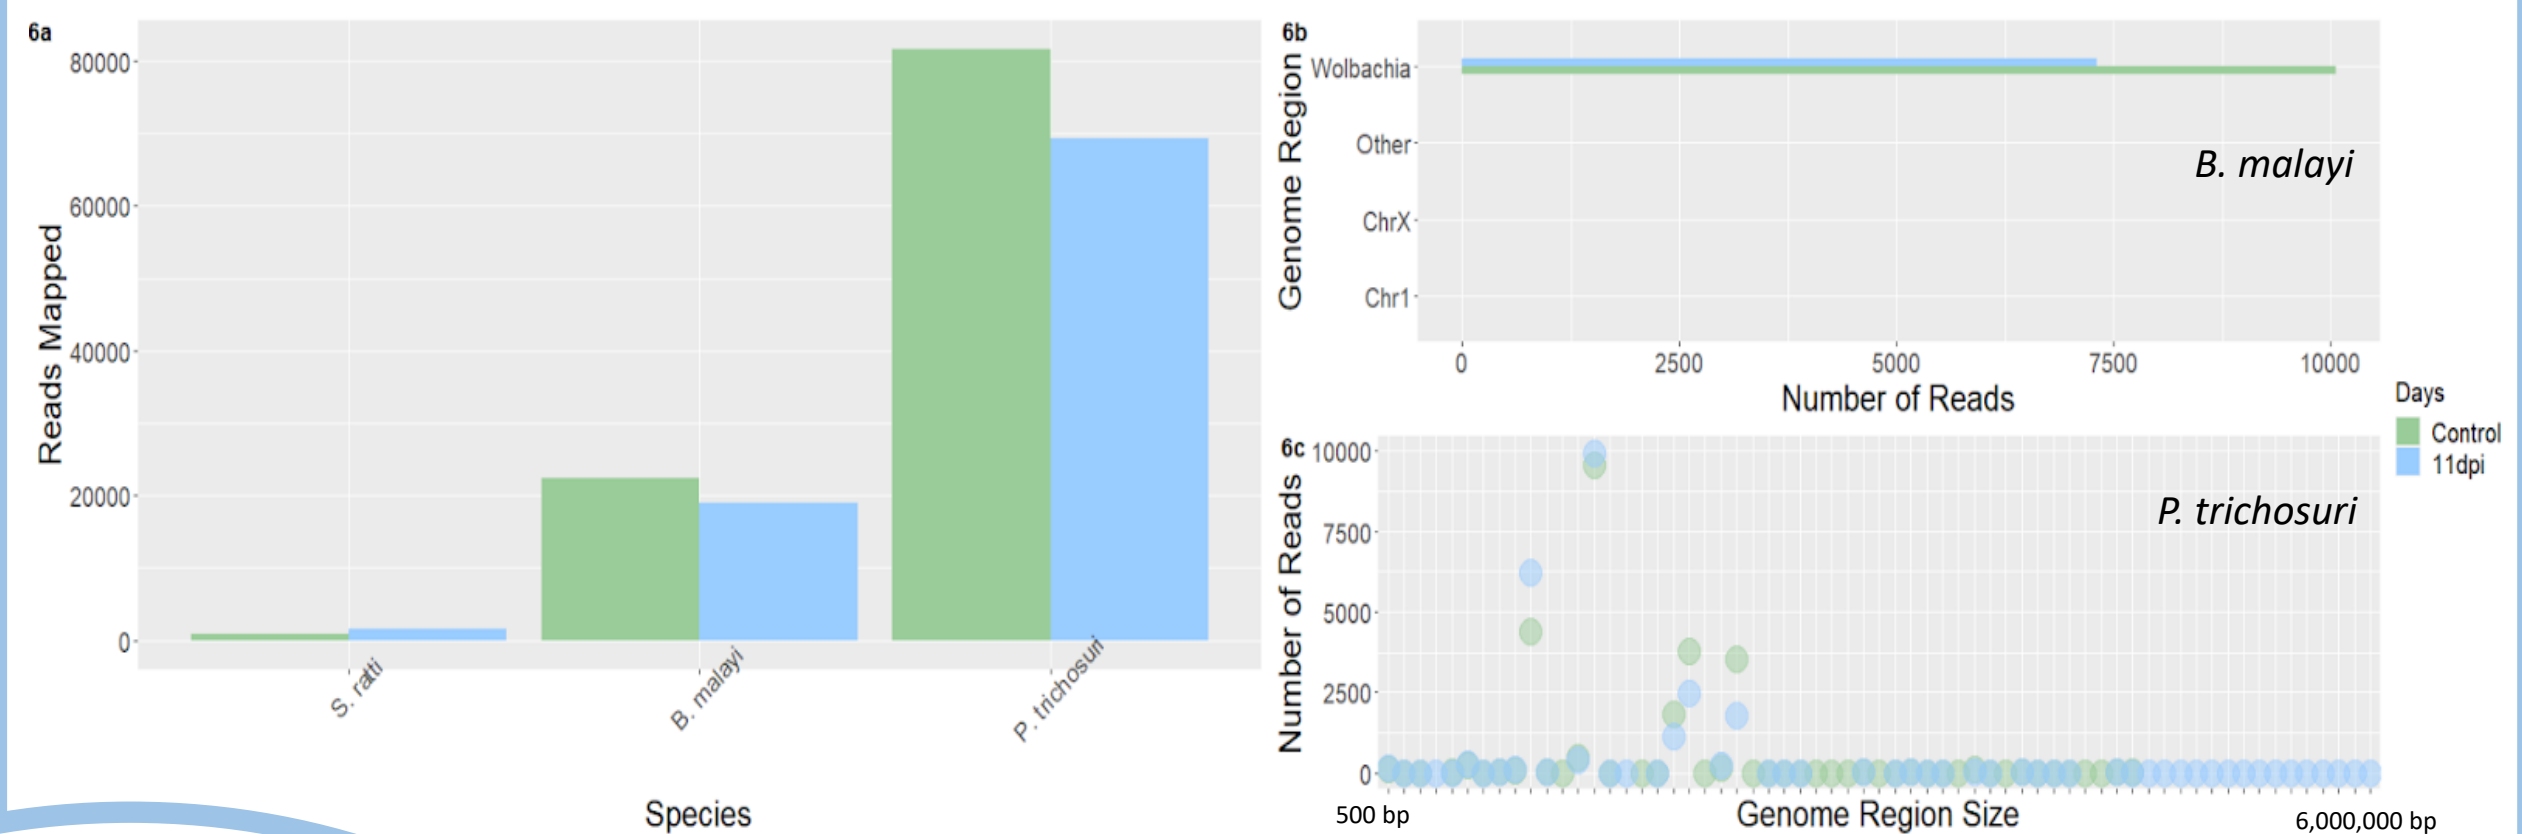 6a
80000
60000
40000
20000
0
Reads Mapped
S. ratti
B. malayi
P. trichosuri
Species
6b
Genome Region
Wolbachia
Other
ChrX
Chr1
B. malayi
0 2500 5000 7500 10000
Number of Reads
Days
Control
11dpi
6c
10000
7500
5000
2500
0
Number of Reads
P. trichosuri
500 bp
Genome Region Size
6,000,000 bp